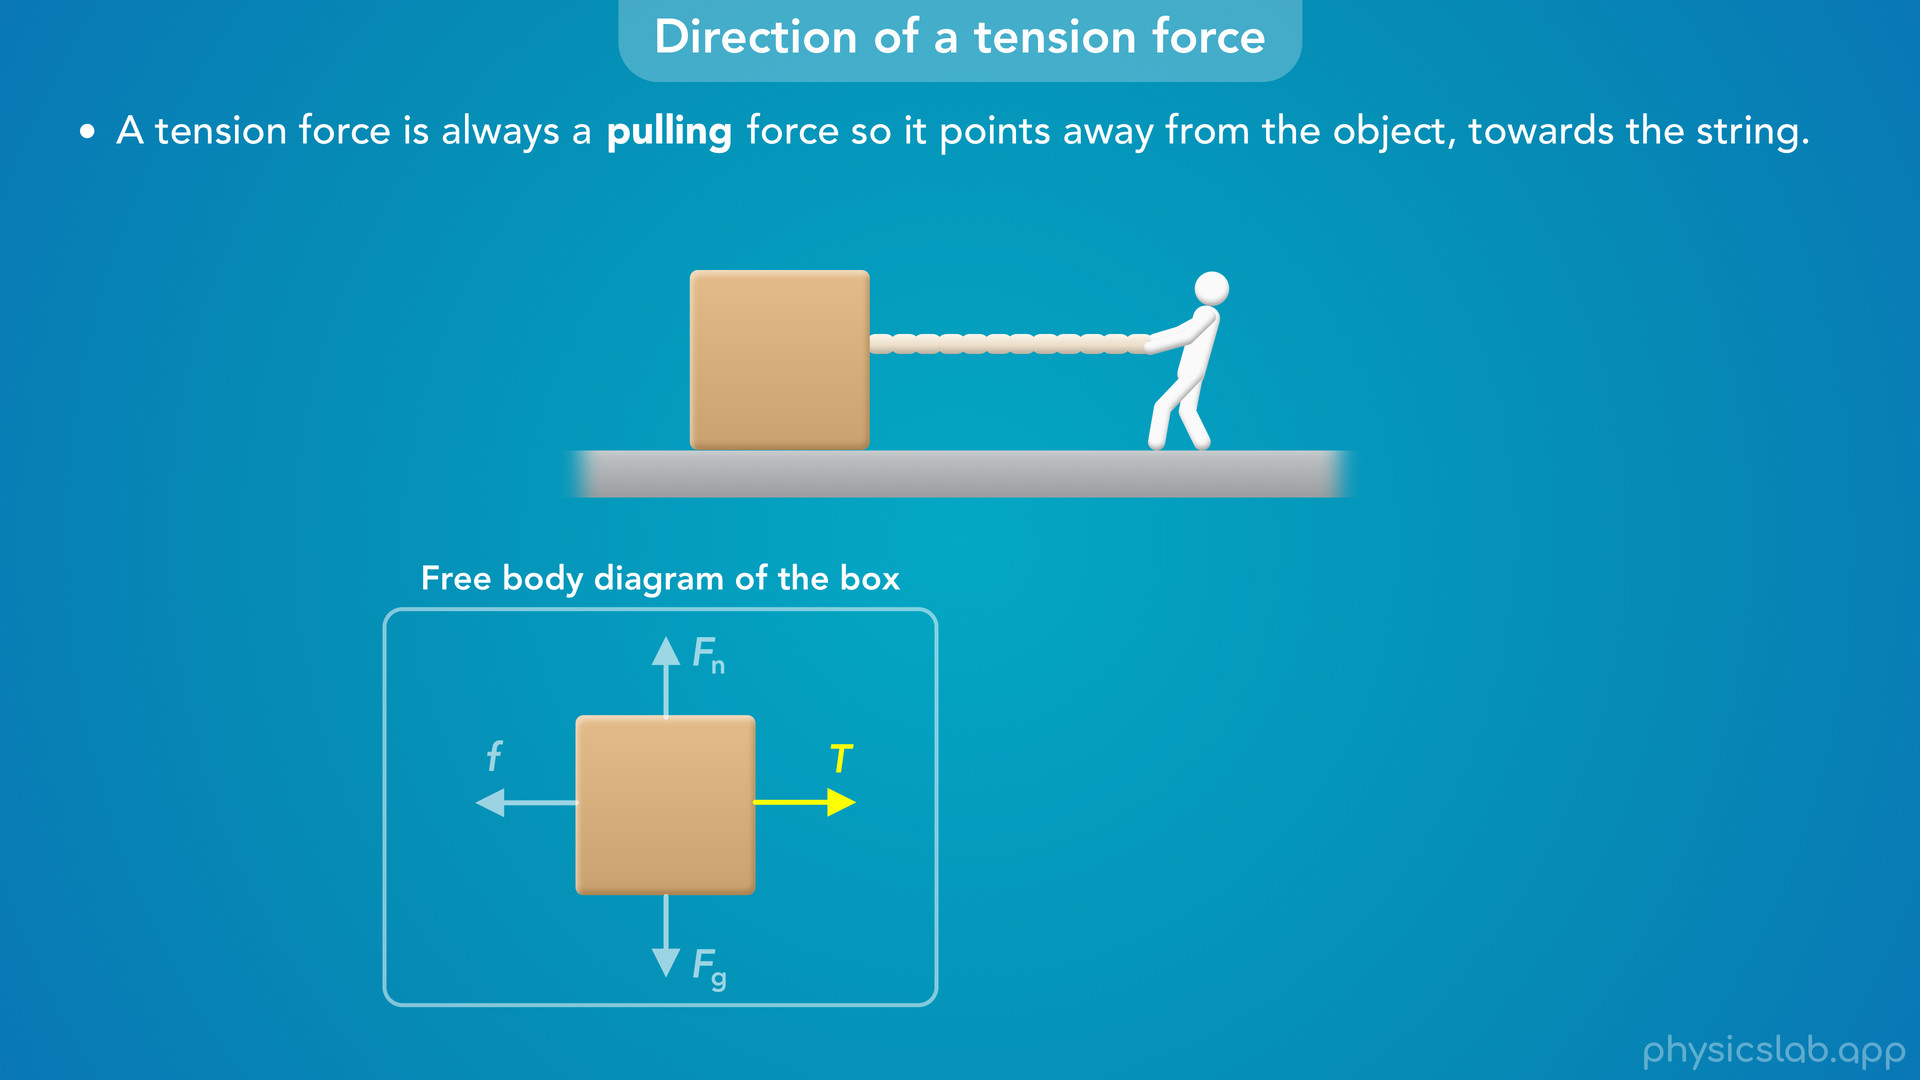 Direction of a tension force
• A tension force is always a pulling force so it points away from the object, towards the string.
Free body diagram of the box
Fn
f
T
Fg
physicslab.app